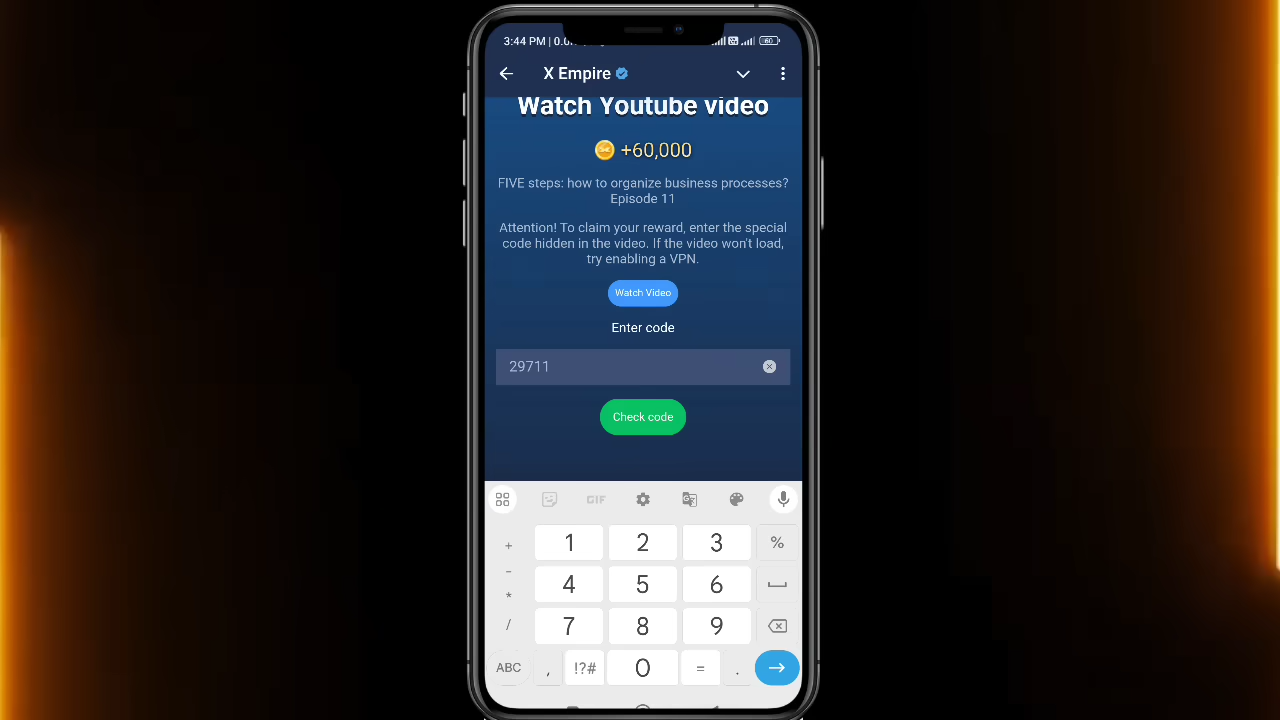 3:44 PM | 0.0
60
X Empire
Watch Youtube video
+60,000
FIVE steps: how to organize business processes?
Episode 11
Attention! To claim your reward, enter the special
code hidden in the video. If the video won't load,
try enabling a VPN.
Watch Video
Enter code
29711
Check code
GIF
+ 1 2 3 %
- 4 5 6
*
/ 7 8 9
ABC , !?# 0 = .